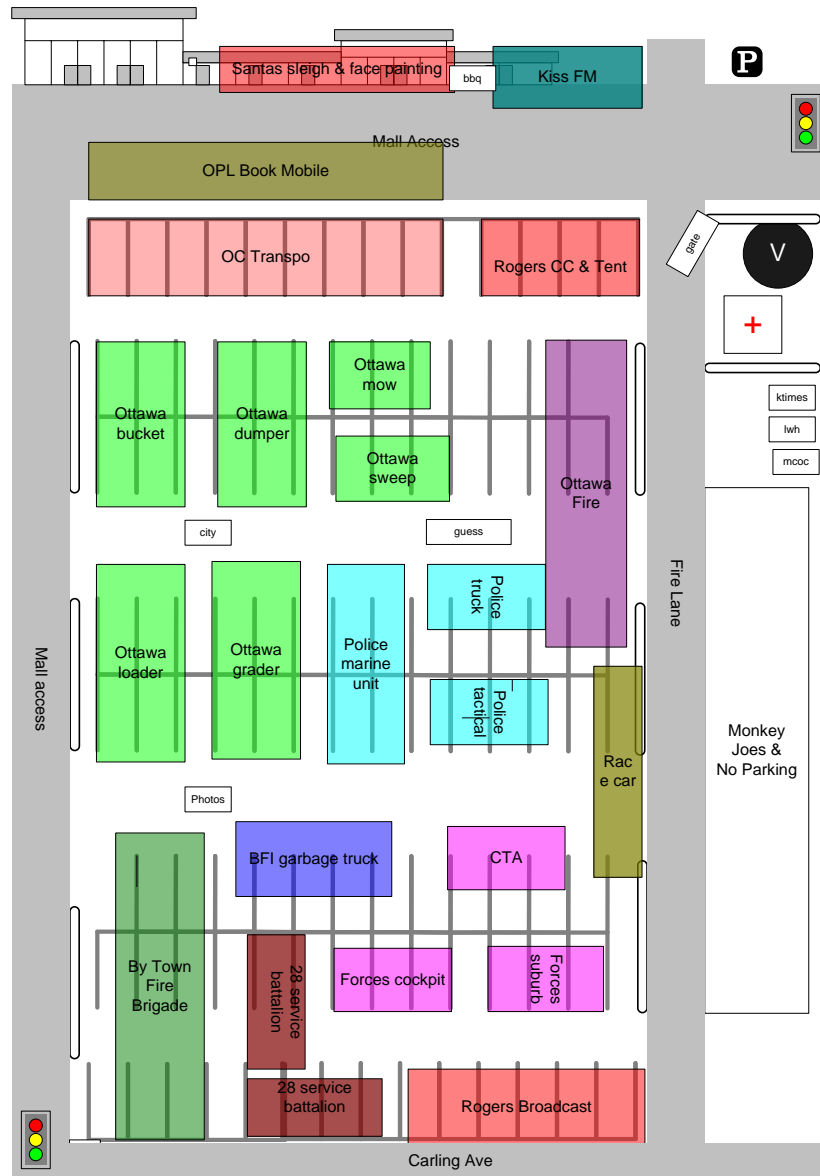 Santas sleigh & face painting
bbq
Kiss FM
P
Mall Access
OPL Book Mobile
OC Transpo
Rogers CC & Tent
gate
V
Ottawa
bucket
Ottawa
dumper
Ottawa
mow
Ottawa
sweep
Ottawa
Fire
ktimes
lwh
mcoc
city
guess
Fire Lane
Mall access
Ottawa
loader
Ottawa
grader
Police
marine
unit
Police
truck
Police
tactical
Rac
e car
Monkey
Joes &
No Parking
Photos
BFI garbage truck
CTA
By Town
Fire
Brigade
28 service
battalion
Forces cockpit
Forces
suburb
28 service
battalion
Rogers Broadcast
Carling Ave